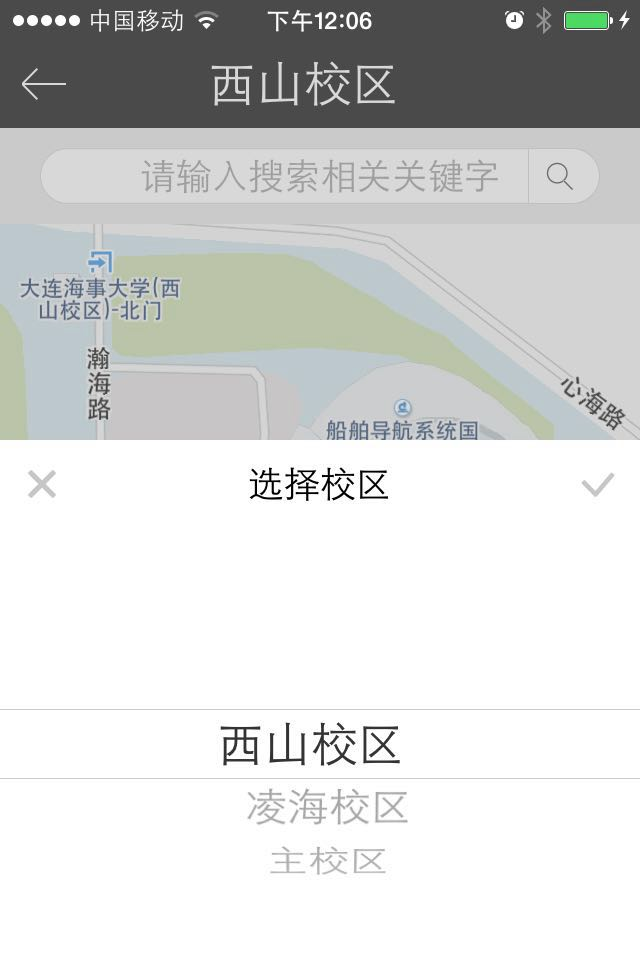 中国移动
下午12:06
西山校区
请输入搜索相关关键字
大连海事大学(西
山校区)-北门
瀚海路
心海路
船舶导航系统国
选择校区
西山校区
凌海校区
主校区